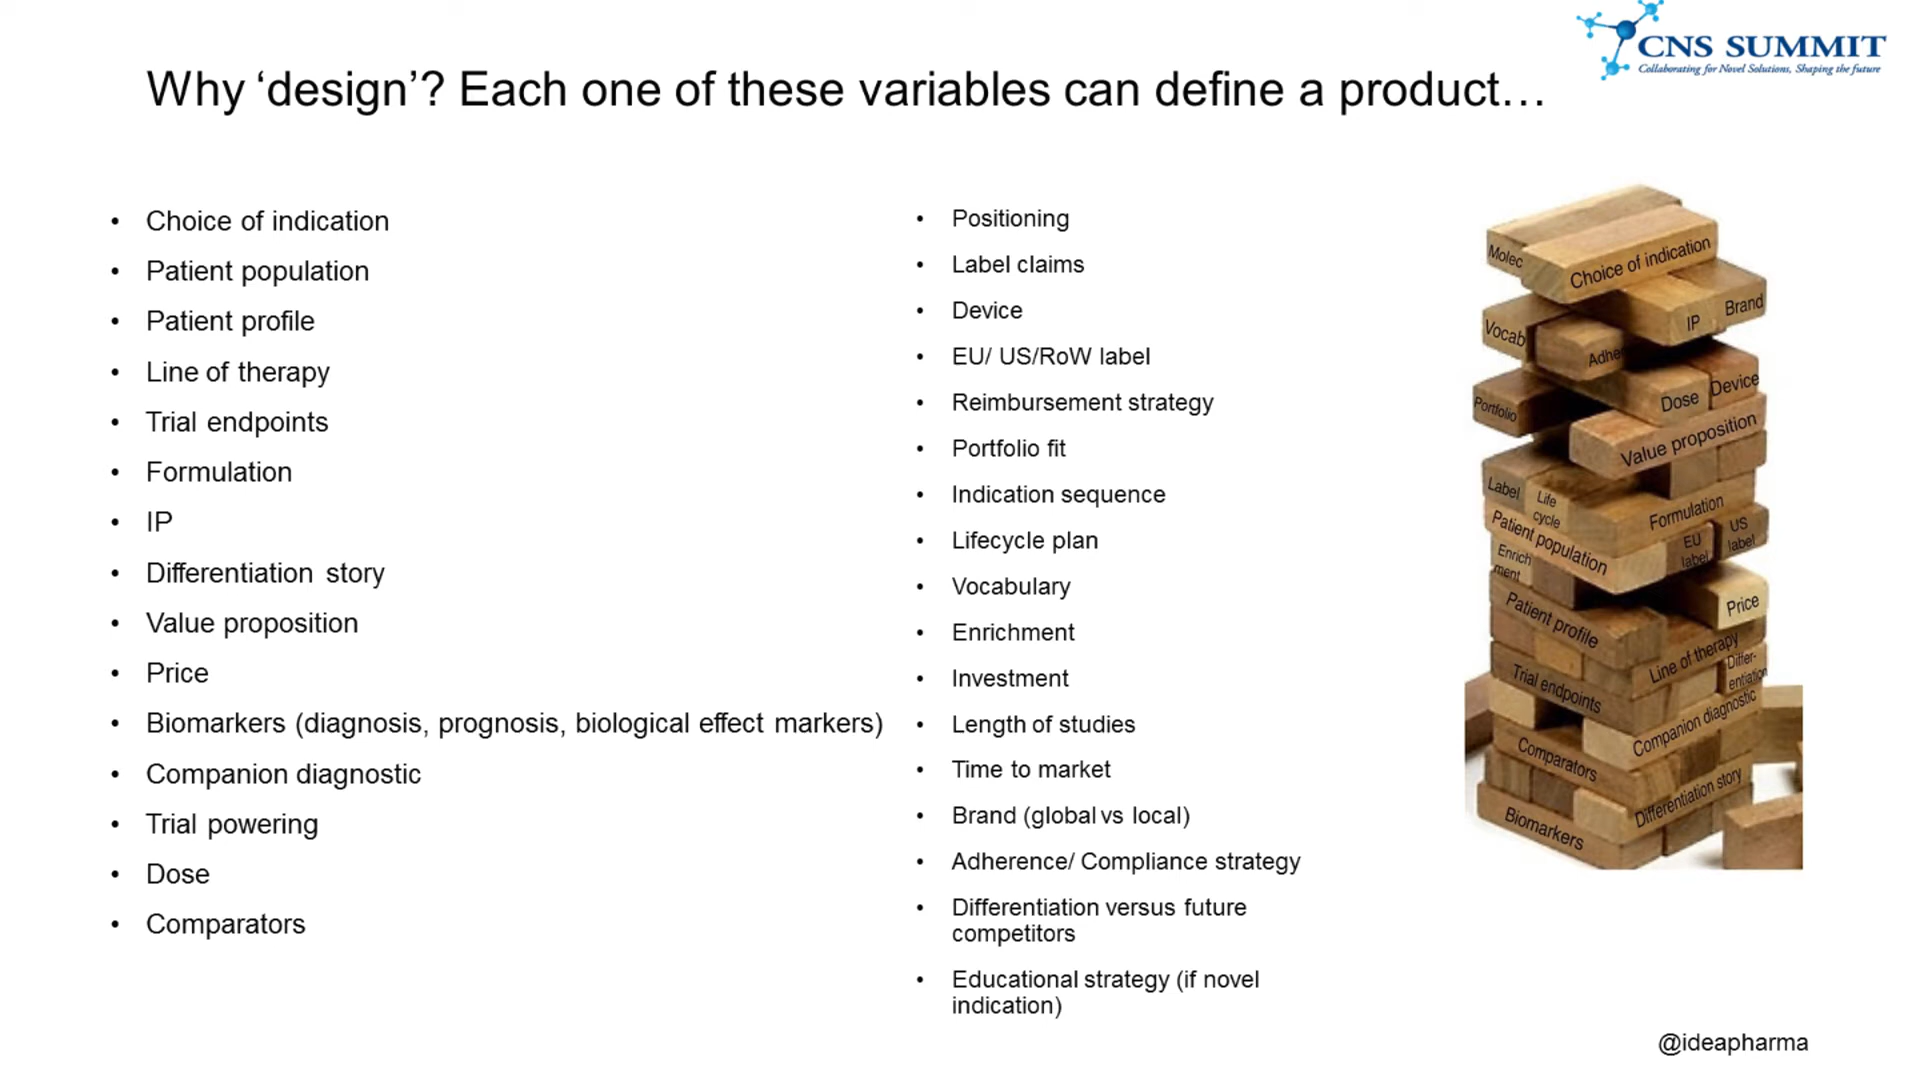 CNS SUMMIT
Collaborating for Novel Solutions, Shaping the future
Why ‘design’? Each one of these variables can define a product…
• Choice of indication
• Patient population
• Patient profile
• Line of therapy
• Trial endpoints
• Formulation
• IP
• Differentiation story
• Value proposition
• Price
• Biomarkers (diagnosis, prognosis, biological effect markers)
• Companion diagnostic
• Trial powering
• Dose
• Comparators
• Positioning
• Label claims
• Device
• EU/ US/RoW label
• Reimbursement strategy
• Portfolio fit
• Indication sequence
• Lifecycle plan
• Vocabulary
• Enrichment
• Investment
• Length of studies
• Time to market
• Brand (global vs local)
• Adherence/ Compliance strategy
• Differentiation versus future
competitors
• Educational strategy (if novel
indication)
Molec
Choice of indication
IP
Brand
Vocab
Adhe
Portfolio
Dose
Device
Value proposition
Label
Life
cycle
Formulation
Patient population
EU
label
US
label
Enrich
ment
Price
Patient profile
Line of therapy
Trial endpoints
Differ-
entiation
Companion diagnostic
Comparators
Differentiation story
Biomarkers
@ideapharma